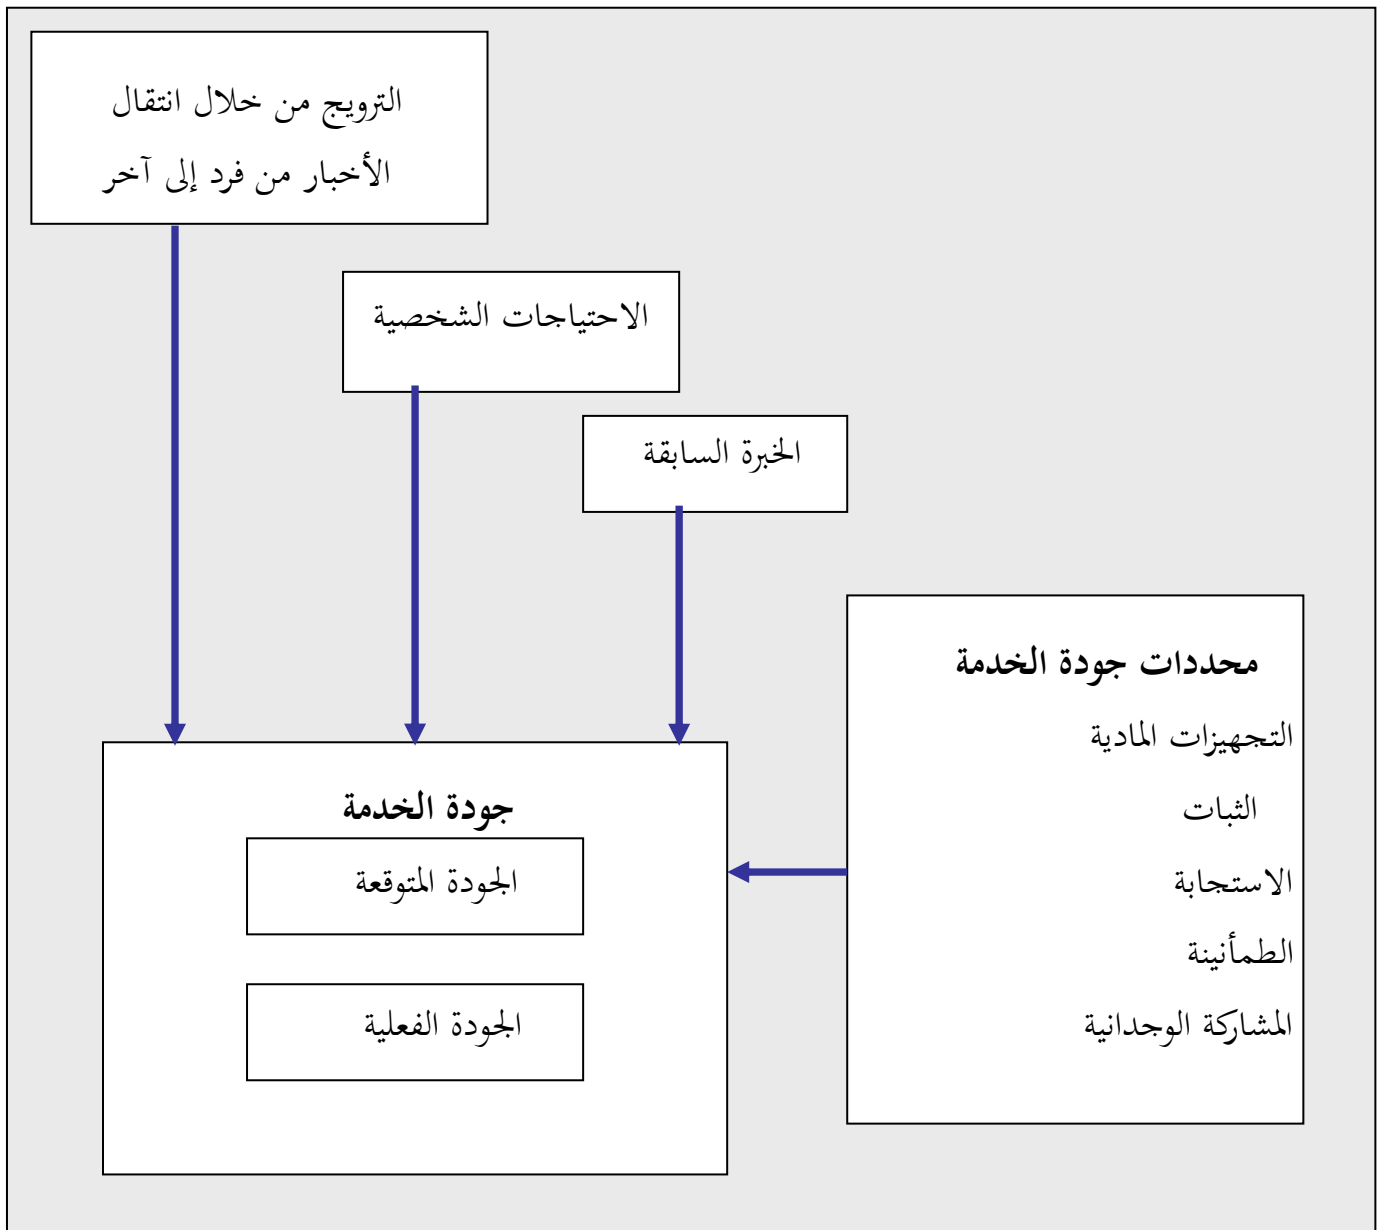 الترويج من خلال انتقال
الأخبار من فرد إلى آخر
الاحتياجات الشخصية
الخبرة السابقة
محددات جودة الخدمة
التجهيزات المادية
الثبات
الاستجابة
الطمأنينة
المشاركة الوجدانية
جودة الخدمة
الجودة المتوقعة
الجودة الفعلية